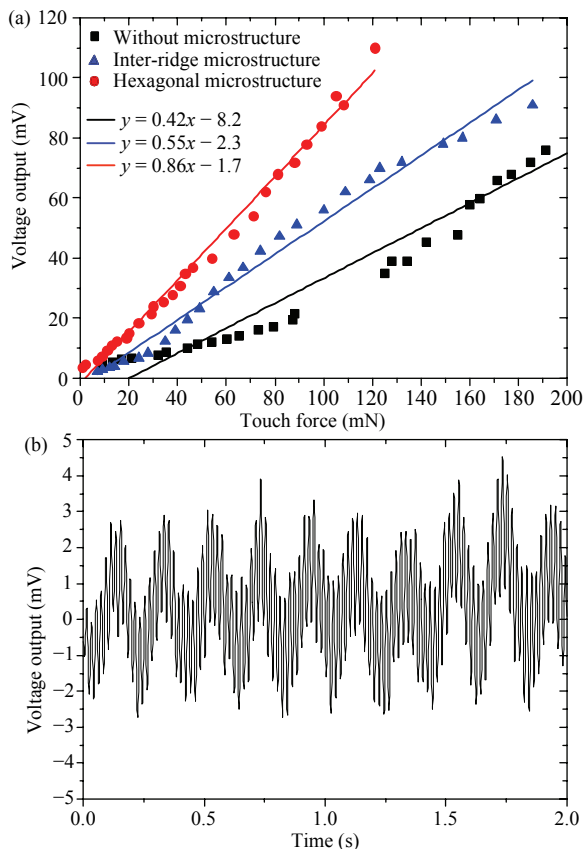 (a)
120
100
80
60
40
20
0
Voltage output (mV)
Without microstructure
Inter-ridge microstructure
Hexagonal microstructure
y = 0.42x − 8.2
y = 0.55x − 2.3
y = 0.86x − 1.7
0 20 40 60 80 100 120 140 160 180 200
Touch force (mN)
(b)
5
4
3
2
1
0
−1
−2
−3
−4
−5
Voltage output (mV)
0.0 0.5 1.0 1.5 2.0
Time (s)